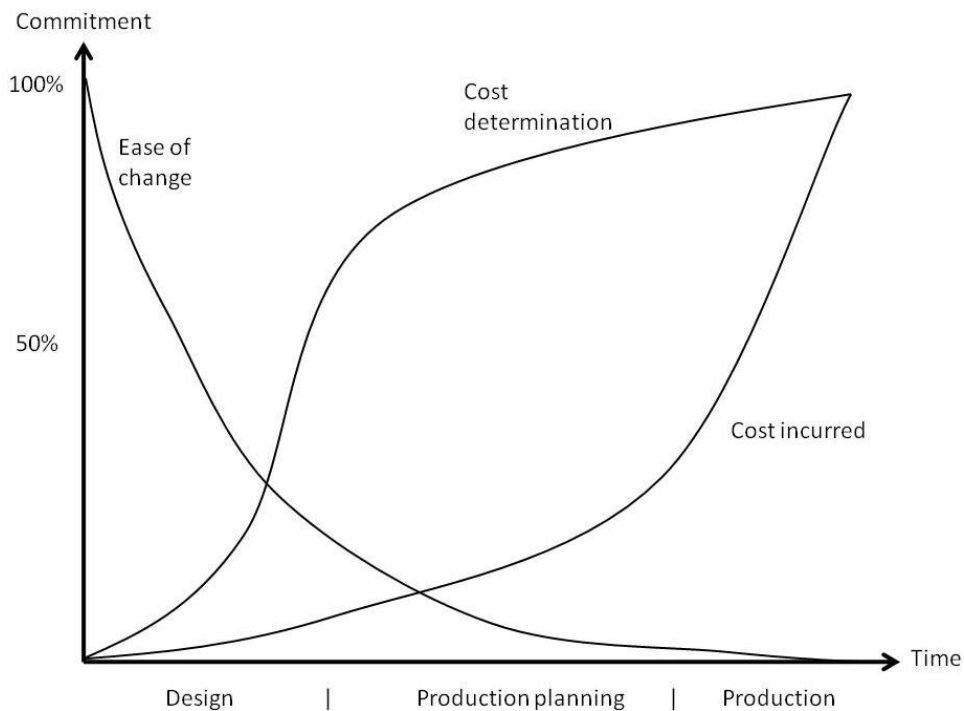 Commitment
100%
Cost
determination
Ease of
change
50%
Cost incurred
Time
Design | Production planning | Production